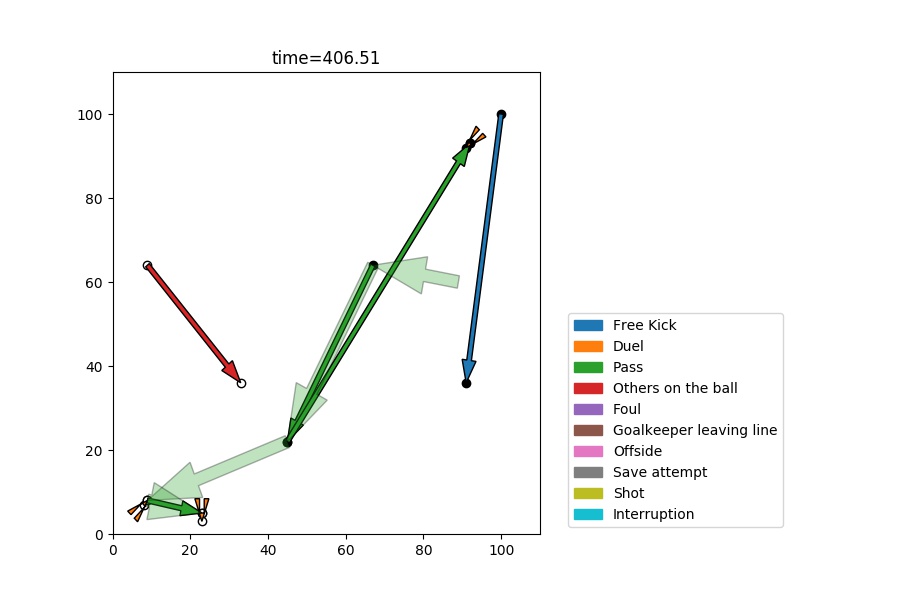 time=406.51
100
80
60
40
20
0
0 20 40 60 80 100
Free Kick
Duel
Pass
Others on the ball
Foul
Goalkeeper leaving line
Offside
Save attempt
Shot
Interruption